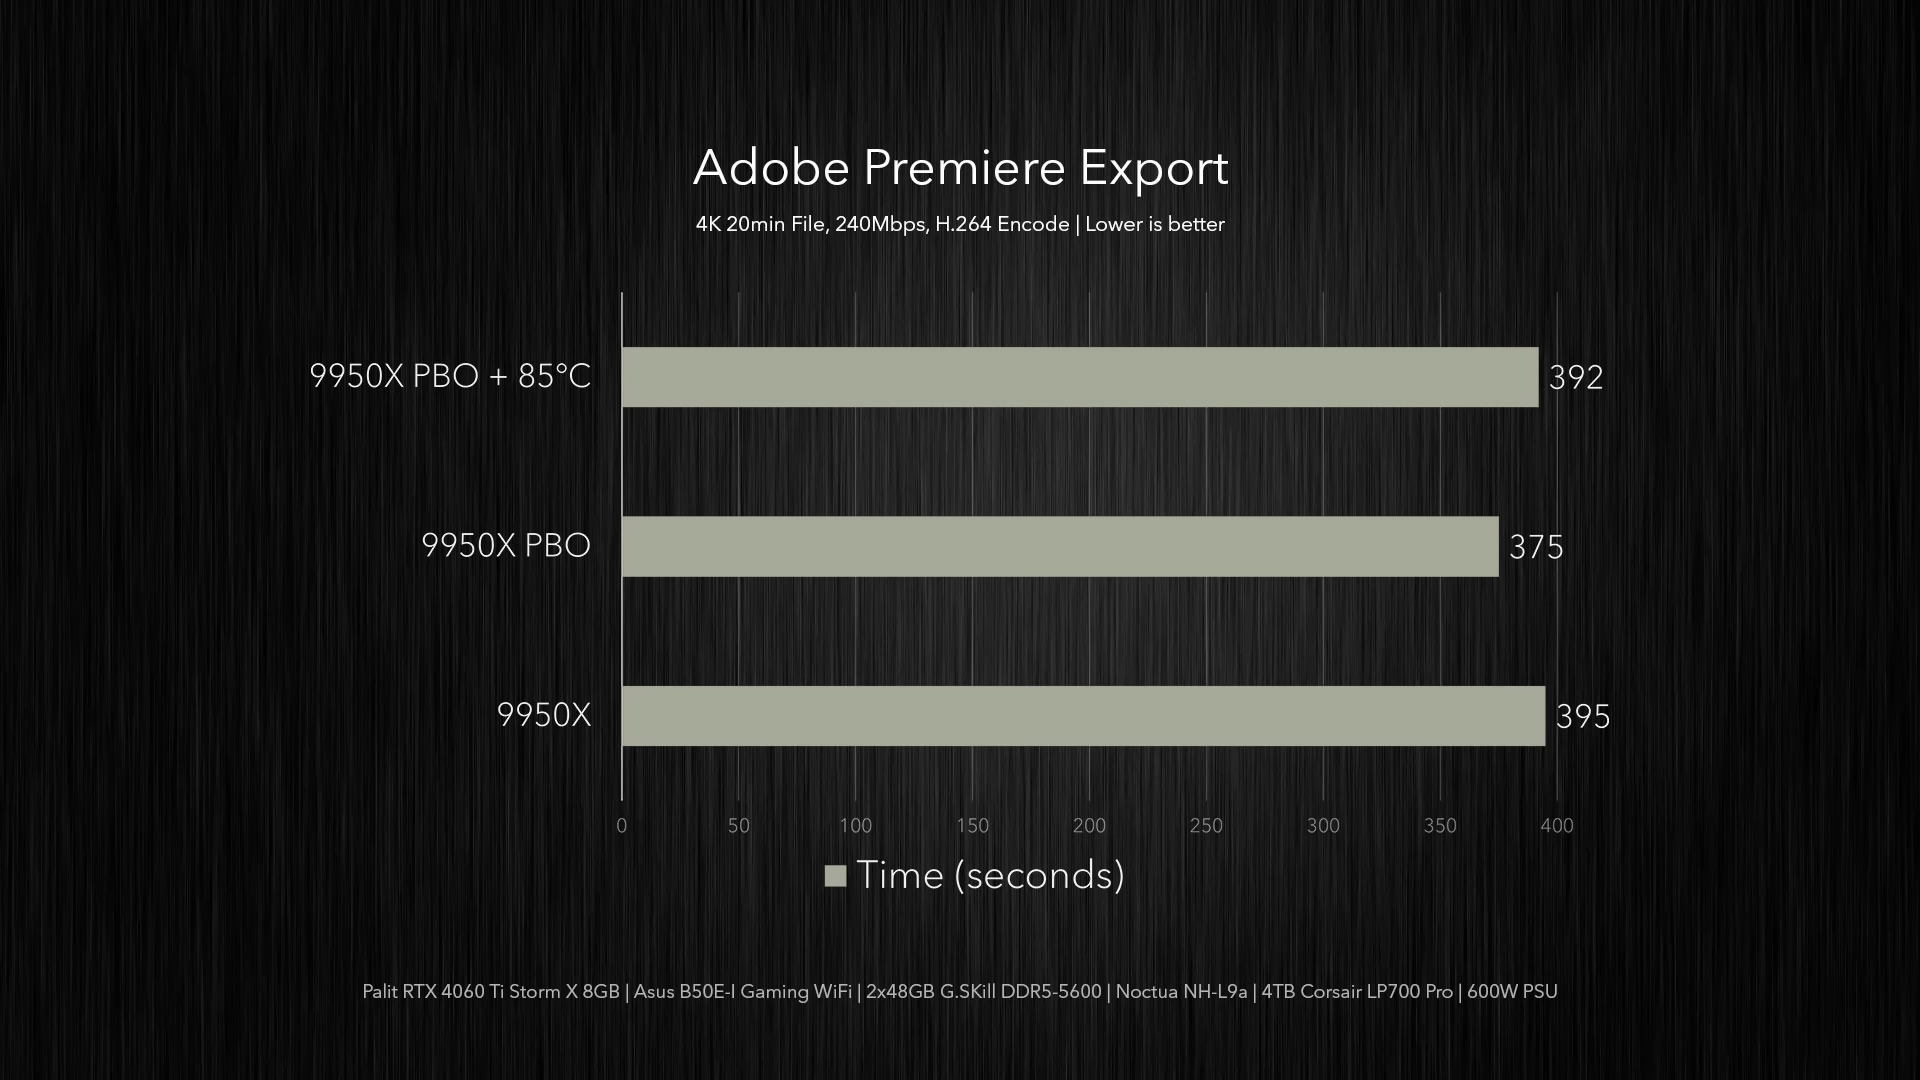 Adobe Premiere Export
4K 20min File, 240Mbps, H.264 Encode | Lower is better
9950X PBO + 85°C
392
9950X PBO
375
9950X
395
0 50 100 150 200 250 300 350 400
Time (seconds)
Palit RTX 4060 Ti Storm X 8GB | Asus B50E-I Gaming WiFi | 2x48GB G.SKill DDR5-5600 | Noctua NH-L9a | 4TB Corsair LP700 Pro | 600W PSU